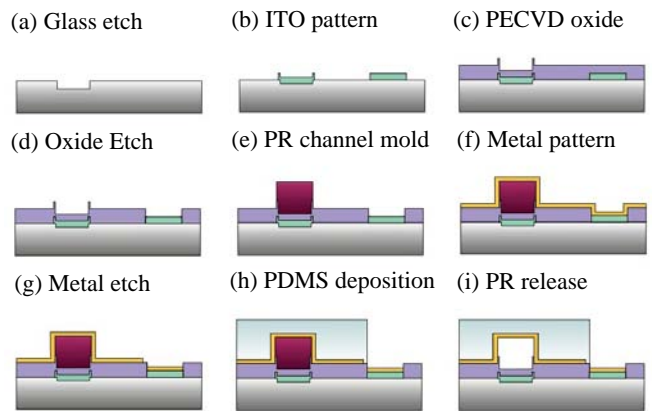 (a) Glass etch
(b) ITO pattern
(c) PECVD oxide
(d) Oxide Etch
(e) PR channel mold
(f) Metal pattern
(g) Metal etch
(h) PDMS deposition
(i) PR release